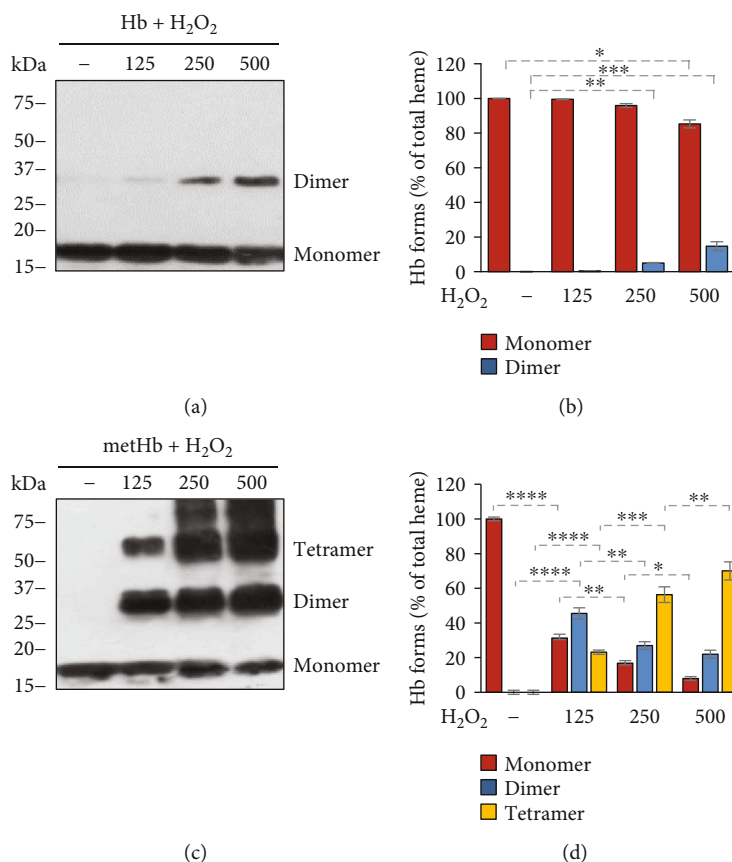 Hb + H₂O₂
kDa – 125 250 500
75–
50–
37–
Dimer
25–
20–
Monomer
15–
(a)
Hb forms (% of total heme)
120
100
80
60
40
20
0
*
***
**
H₂O₂ – 125 250 500
Monomer
Dimer
(b)
metHb + H₂O₂
kDa – 125 250 500
75–
Tetramer
50–
37–
Dimer
25–
20–
Monomer
15–
(c)
Hb forms (% of total heme)
120
100
80
60
40
20
0
**** *** **
**** **
**** ** *
H₂O₂ – 125 250 500
Monomer
Dimer
Tetramer
(d)